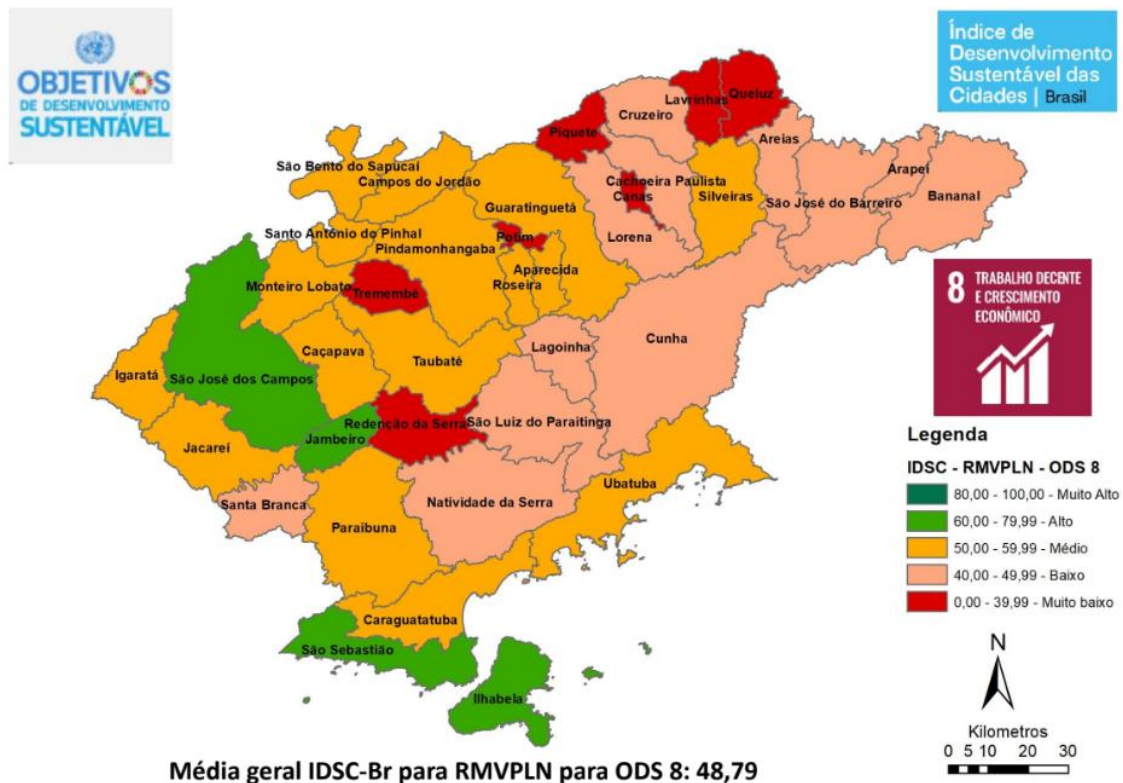 OBJETIVOS
DE DESENVOLVIMENTO
SUSTENTÁVEL
Índice de
Desenvolvimento
Sustentável das
Cidades | Brasil
Lavrinhas
Queluz
Cruzeiro
Piquete
Areias
São Bento do Sapucaí
Campos do Jordão
Cachoeira Paulista
Arapeí
Canas
Silveiras
Bananal
Guaratinguetá
São José do Barreiro
Santo Antônio do Pinhal
Potim
Lorena
Pindamonhangaba
Aparecida
Monteiro Lobato
Roseira
Tremembé
Cunha
Lagoinha
Caçapava
Taubaté
Igaratá
São José dos Campos
Redenção da Serra
São Luiz do Paraitinga
Jambeiro
Jacareí
Ubatuba
Santa Branca
Natividade da Serra
Paraibuna
Caraguatatuba
São Sebastião
Ilhabela
8 TRABALHO DECENTE
E CRESCIMENTO
ECONÔMICO
Legenda
IDSC - RMVPLN - ODS 8
80,00 - 100,00 - Muito Alto
60,00 - 79,99 - Alto
50,00 - 59,99 - Médio
40,00 - 49,99 - Baixo
0,00 - 39,99 - Muito baixo
N
Kilometros
0 5 10 20 30
Média geral IDSC-Br para RMVPLN para ODS 8: 48,79